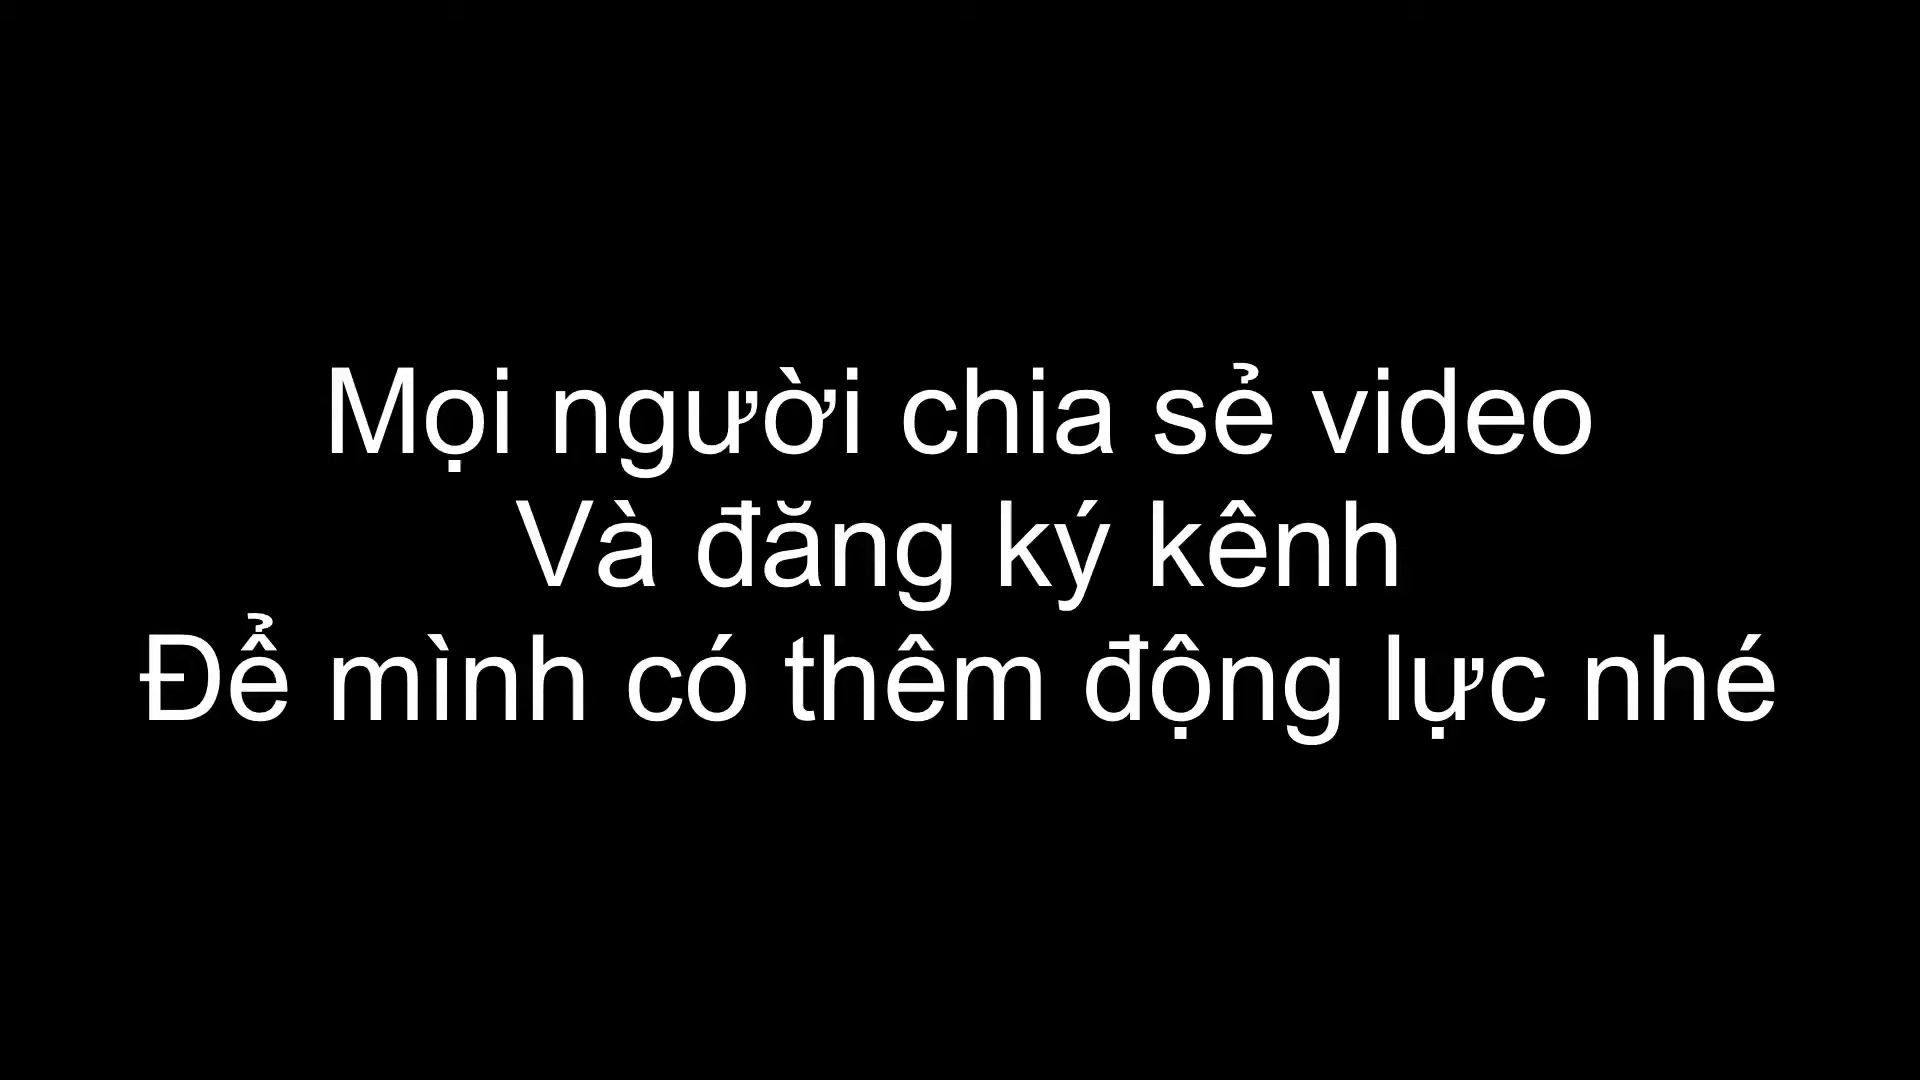 Mọi người chia sẻ video
Và đăng ký kênh
Để mình có thêm động lực nhé